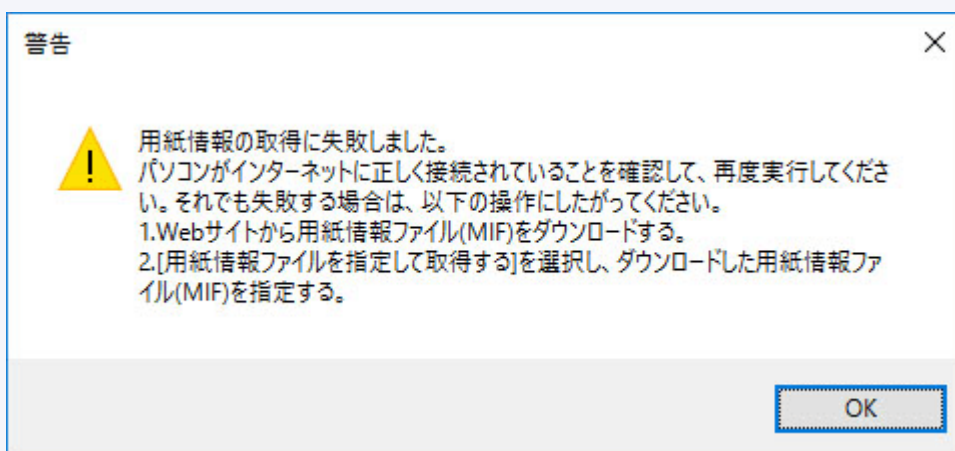 警告
用紙情報の取得に失敗しました。
パソコンがインターネットに正しく接続されていることを確認して、再度実行してくださ
い。それでも失敗する場合は、以下の操作にしたがってください。
1.Webサイトから用紙情報ファイル(MIF)をダウンロードする。
2.[用紙情報ファイルを指定して取得する]を選択し、ダウンロードした用紙情報ファ
イル(MIF)を指定する。
OK